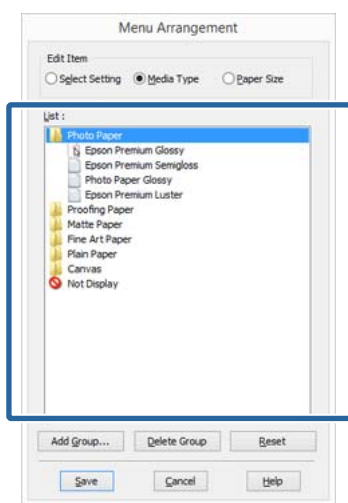 Menu Arrangement
Edit Item
Select Setting Media Type Paper Size
List :
Photo Paper
Epson Premium Glossy
Epson Premium Semigloss
Photo Paper Glossy
Epson Premium Luster
Proofing Paper
Matte Paper
Fine Art Paper
Plain Paper
Canvas
Not Display
Add Group... Delete Group Reset
Save Cancel Help